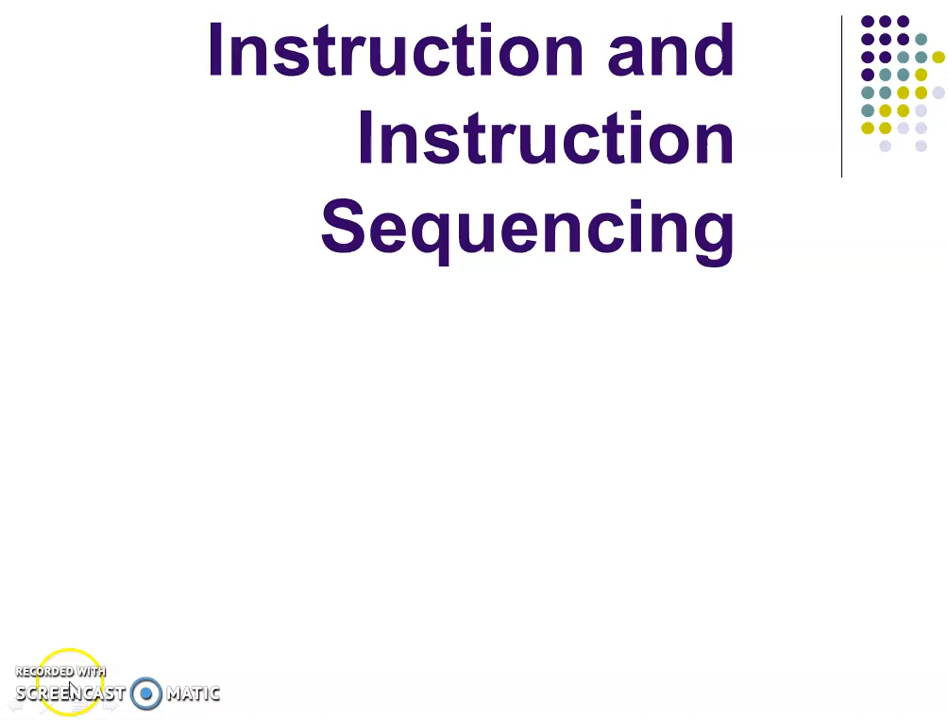 Instruction and
Instruction
Sequencing
RECORDED WITH
SCREENCAST MATIC